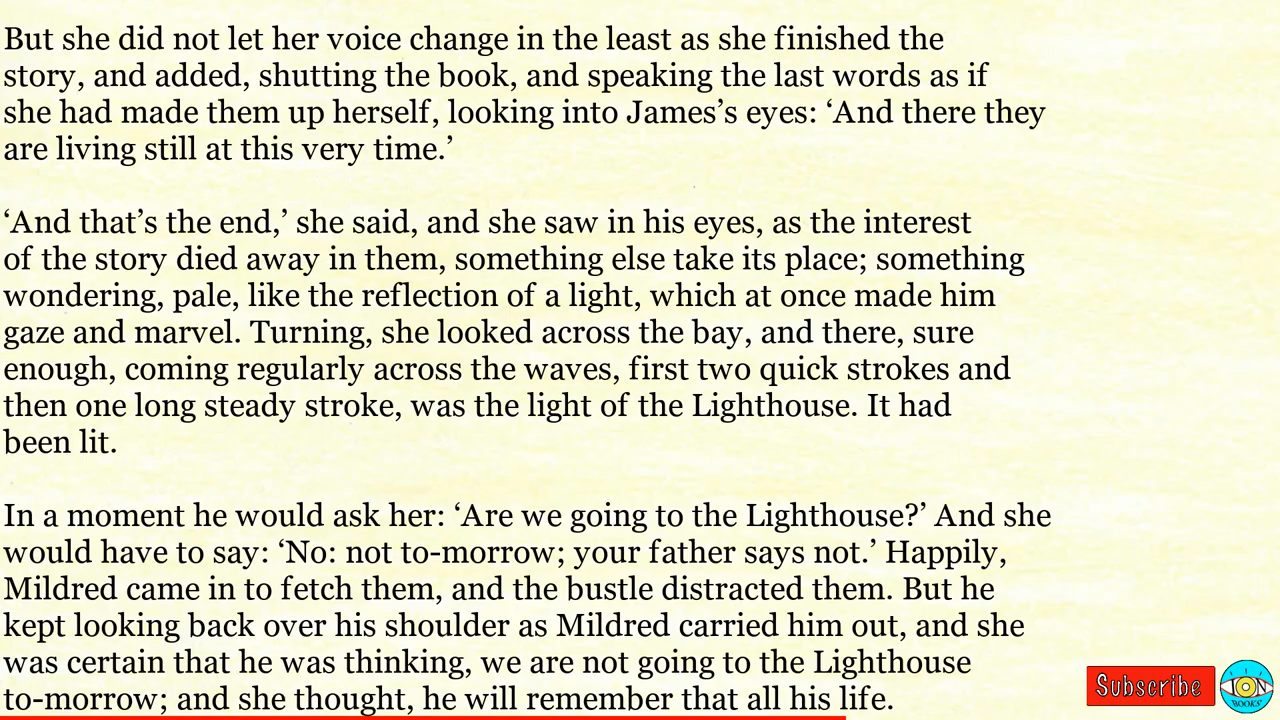 But she did not let her voice change in the least as she finished the
story, and added, shutting the book, and speaking the last words as if
she had made them up herself, looking into James’s eyes: ‘And there they
are living still at this very time.’
‘And that’s the end,’ she said, and she saw in his eyes, as the interest
of the story died away in them, something else take its place; something
wondering, pale, like the reflection of a light, which at once made him
gaze and marvel. Turning, she looked across the bay, and there, sure
enough, coming regularly across the waves, first two quick strokes and
then one long steady stroke, was the light of the Lighthouse. It had
been lit.
In a moment he would ask her: ‘Are we going to the Lighthouse?’ And she
would have to say: ‘No: not to-morrow; your father says not.’ Happily,
Mildred came in to fetch them, and the bustle distracted them. But he
kept looking back over his shoulder as Mildred carried him out, and she
was certain that he was thinking, we are not going to the Lighthouse
to-morrow; and she thought, he will remember that all his life.
Subscribe
ION
BOOKS